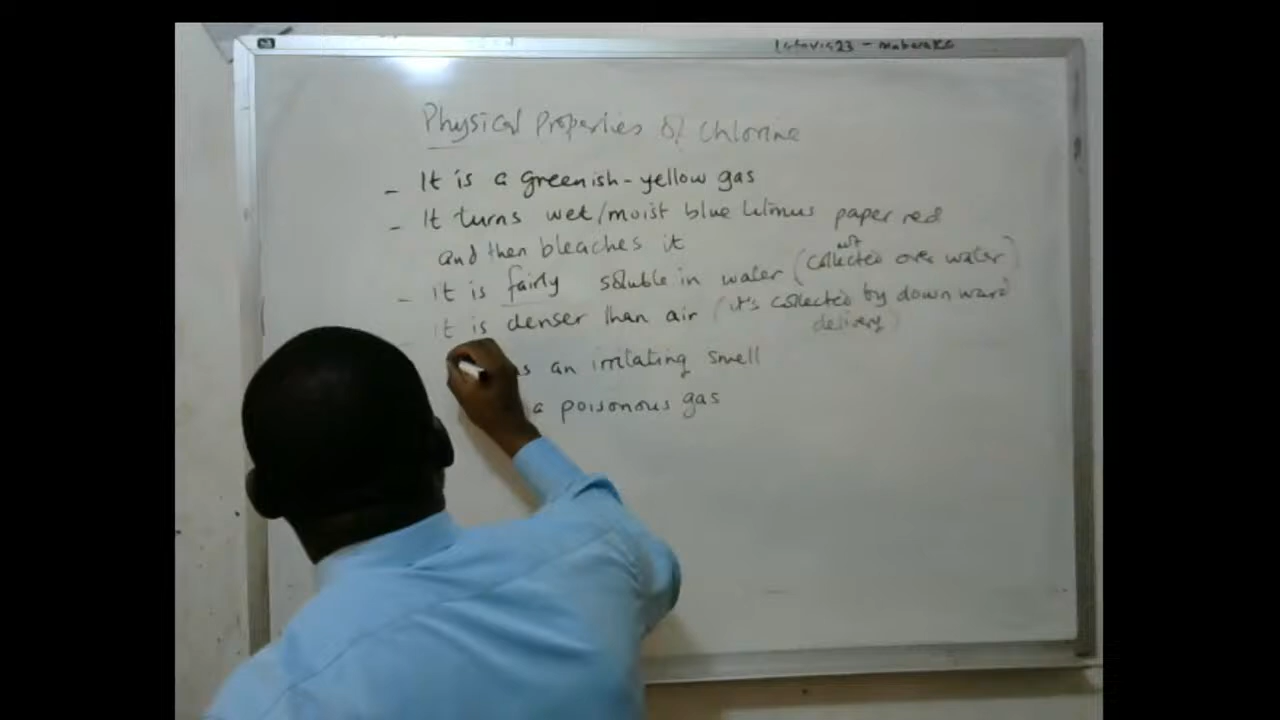 Physical Properties of Chlorine
- It is a greenish-yellow gas
- It turns wet/moist blue litmus paper red
and then bleaches it
- It is fairly soluble in water (not collected over water)
It is denser than air (it's collected by downward
delivery)
an irritating smell
a poisonous gas